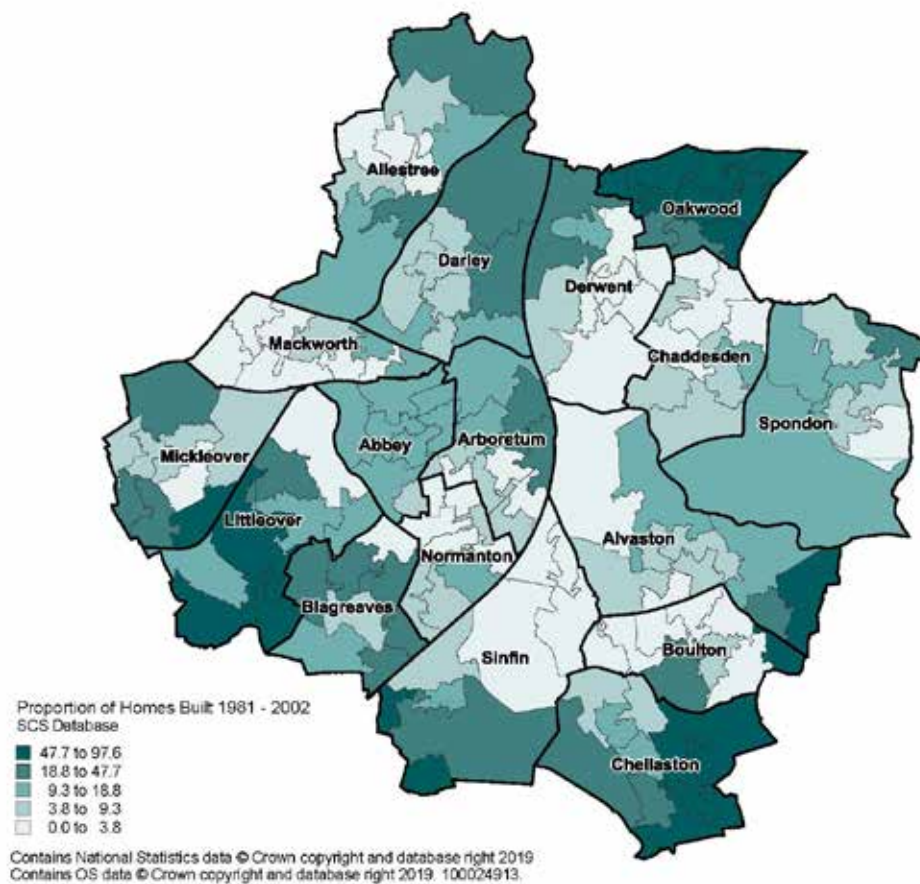 Allestree
Oakwood
Darley
Derwent
Mackworth
Chaddesden
Spondon
Mickleover
Abbey
Arboretum
Littleover
Normanton
Alvaston
Blagreaves
Sinfin
Boulton
Chellaston
Proportion of Homes Built 1981 - 2002
SCS Database
47.7 to 97.6
18.8 to 47.7
9.3 to 18.8
3.8 to 9.3
0.0 to 3.8
Contains National Statistics data © Crown copyright and database right 2019
Contains OS data © Crown copyright and database right 2019. 100024913.